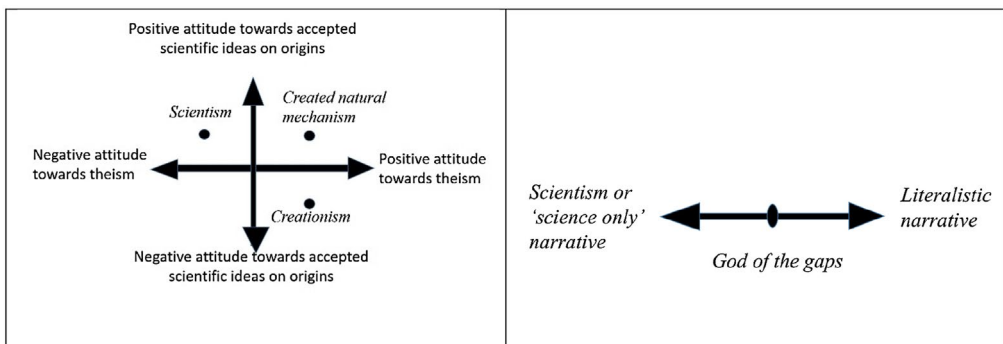 Positive attitude towards accepted
scientific ideas on origins
Scientism
Created natural
mechanism
Negative attitude
towards theism
Positive attitude
towards theism
Creationism
Negative attitude towards accepted
scientific ideas on origins
Scientism or
‘science only’
narrative
Literalistic
narrative
God of the gaps